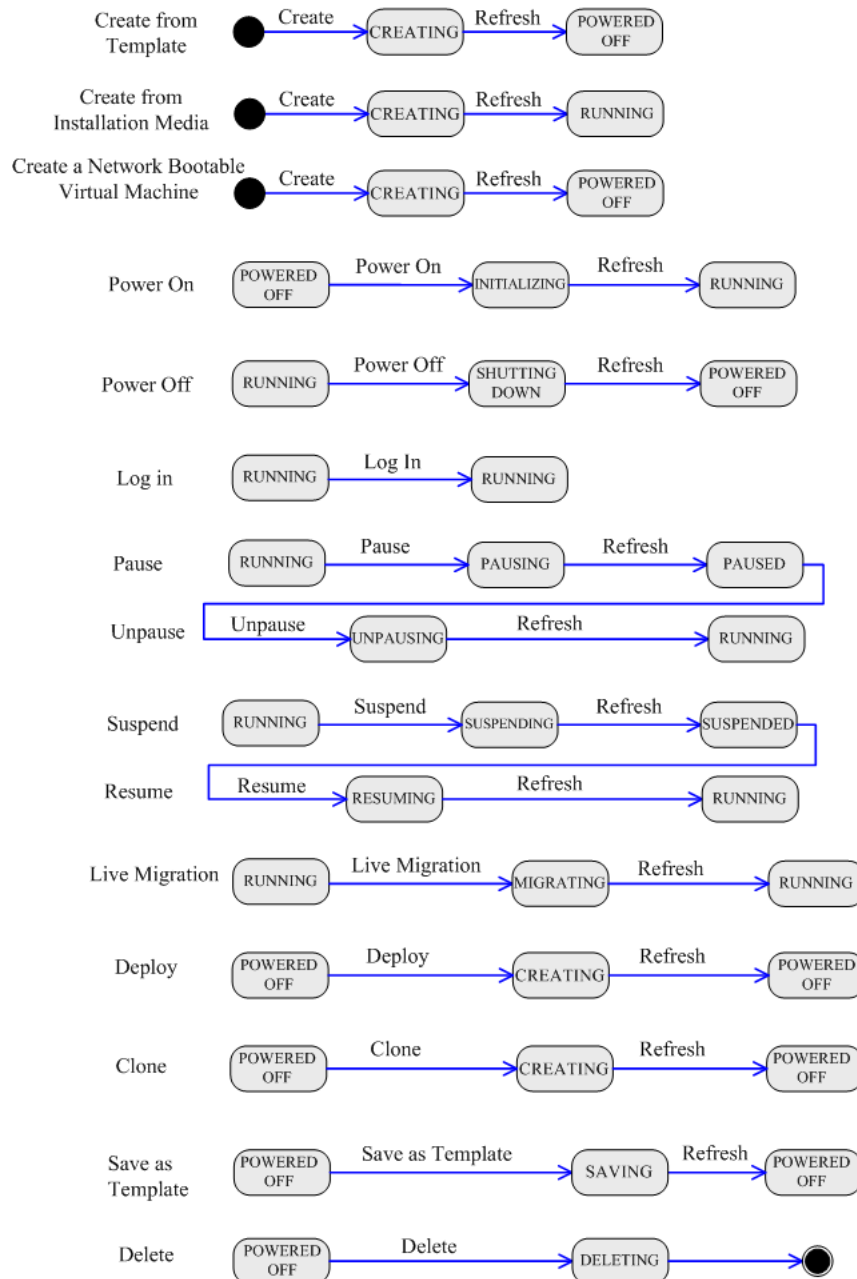 Create from
Template
Create
CREATING
Refresh
POWERED
OFF
Create from
Installation Media
Create
CREATING
Refresh
RUNNING
Create a Network Bootable
Virtual Machine
Create
CREATING
Refresh
POWERED
OFF
Power On
POWERED
OFF
Power On
INITIALIZING
Refresh
RUNNING
Power Off
RUNNING
Power Off
SHUTTING
DOWN
Refresh
POWERED
OFF
Log in
RUNNING
Log In
RUNNING
Pause
RUNNING
Pause
PAUSING
Refresh
PAUSED
Unpause
Unpause
UNPAUSING
Refresh
RUNNING
Suspend
RUNNING
Suspend
SUSPENDING
Refresh
SUSPENDED
Resume
Resume
RESUMING
Refresh
RUNNING
Live Migration
RUNNING
Live Migration
MIGRATING
Refresh
RUNNING
Deploy
POWERED
OFF
Deploy
CREATING
Refresh
POWERED
OFF
Clone
POWERED
OFF
Clone
CREATING
Refresh
POWERED
OFF
Save as
Template
POWERED
OFF
Save as Template
SAVING
Refresh
POWERED
OFF
Delete
POWERED
OFF
Delete
DELETING